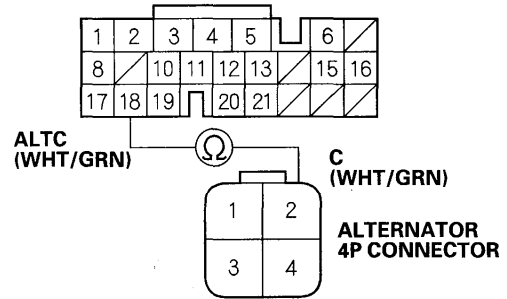 1 2 3 4 5 6
8 10 11 12 13 15 16
17 18 19 20 21
ALTC
(WHT/GRN)
Ω
C
(WHT/GRN)
1 2
3 4
ALTERNATOR
4P CONNECTOR